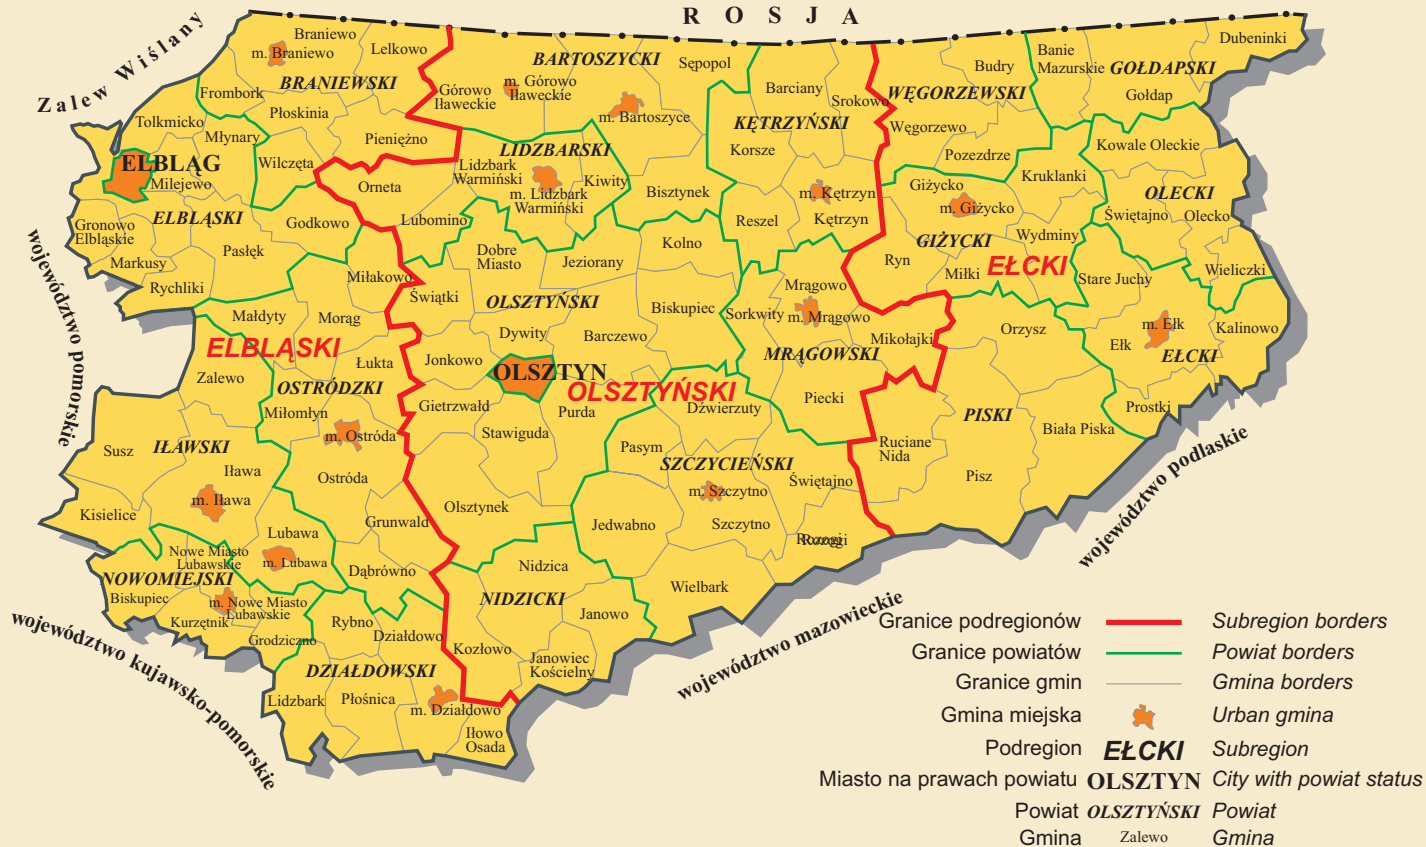 R O S J A
Zalew Wiślany
województwo pomorskie
województwo kujawsko-pomorskie
województwo mazowieckie
województwo podlaskie
Braniewo
m. Braniewo
Lelkowo
BRANIEWSKI
Frombork
Płoskinia
Pieniężno
Wilczęta
Tolkmicko
Młynary
ELBLĄG
Milejewo
ELBLĄSKI
Gronowo
Elbląskie
Markusy
Pasłęk
Godkowo
Rychliki
BARTOSZYCKI
Sępopol
m. Górowo
Iławeckie
Górowo
Iławeckie
m. Bartoszyce
Bisztynek
LIDZBARSKI
Lidzbark
Warmiński
m. Lidzbark
Warmiński
Kiwity
Orneta
Lubomino
Barciany
Srokowo
KĘTRZYŃSKI
Korsze
m. Kętrzyn
Kętrzyn
Reszel
WĘGORZEWSKI
Budry
Węgorzewo
Pozezdrze
Banie
Mazurskie
GOŁDAPSKI
Dubeninki
Gołdap
Kowale Oleckie
OLECKI
Świętajno
Olecko
Wieliczki
Giżycko
m. Giżycko
Kruklanki
Wydminy
GIŻYCKI
Ryn
Miłki
EŁCKI
Stare Juchy
m. Ełk
Ełk
EŁCKI
Kalinowo
Prostki
Orzysz
PISKI
Biała Piska
Ruciane
Nida
Pisz
Mrągowo
m. Mrągowo
Sorkwity
Mikołajki
MRĄGOWSKI
Piecki
Dobre
Miasto
Jeziorany
Kolno
Świątki
OLSZTYŃSKI
Dywity
Barczewo
Biskupiec
Jonkowo
OLSZTYN
OLSZTYŃSKI
Gietrzwałd
Stawiguda
Purda
Olsztynek
Dźwierzuty
Pasym
SZCZYCIEŃSKI
m. Szczytno
Świętajno
Szczytno
Jedwabno
Rozogi
Wielbark
Nidzica
NIDZICKI
Janowo
Kozłowo
Janowiec
Kościelny
Miłakowo
Małdyty
Morąg
ELBLĄSKI
Łukta
OSTRÓDZKI
Miłomłyn
m. Ostróda
Ostróda
Grunwald
Dąbrówno
Zalewo
Susz
IŁAWSKI
Iława
m. Iława
Kisielice
Lubawa
m. Lubawa
Nowe Miasto
Lubawskie
NOWOMIEJSKI
Biskupiec
m. Nowe Miasto
Lubawskie
Kurzętnik
Grodziczno
Rybno
Działdowo
DZIAŁDOWSKI
Lidzbark
Płośnica
m. Działdowo
Iłowo
Osada
Granice podregionów Subregion borders
Granice powiatów Powiat borders
Granice gmin Gmina borders
Gmina miejska Urban gmina
Podregion EŁCKI Subregion
Miasto na prawach powiatu OLSZTYN City with powiat status
Powiat OLSZTYŃSKI Powiat
Gmina Zalewo Gmina